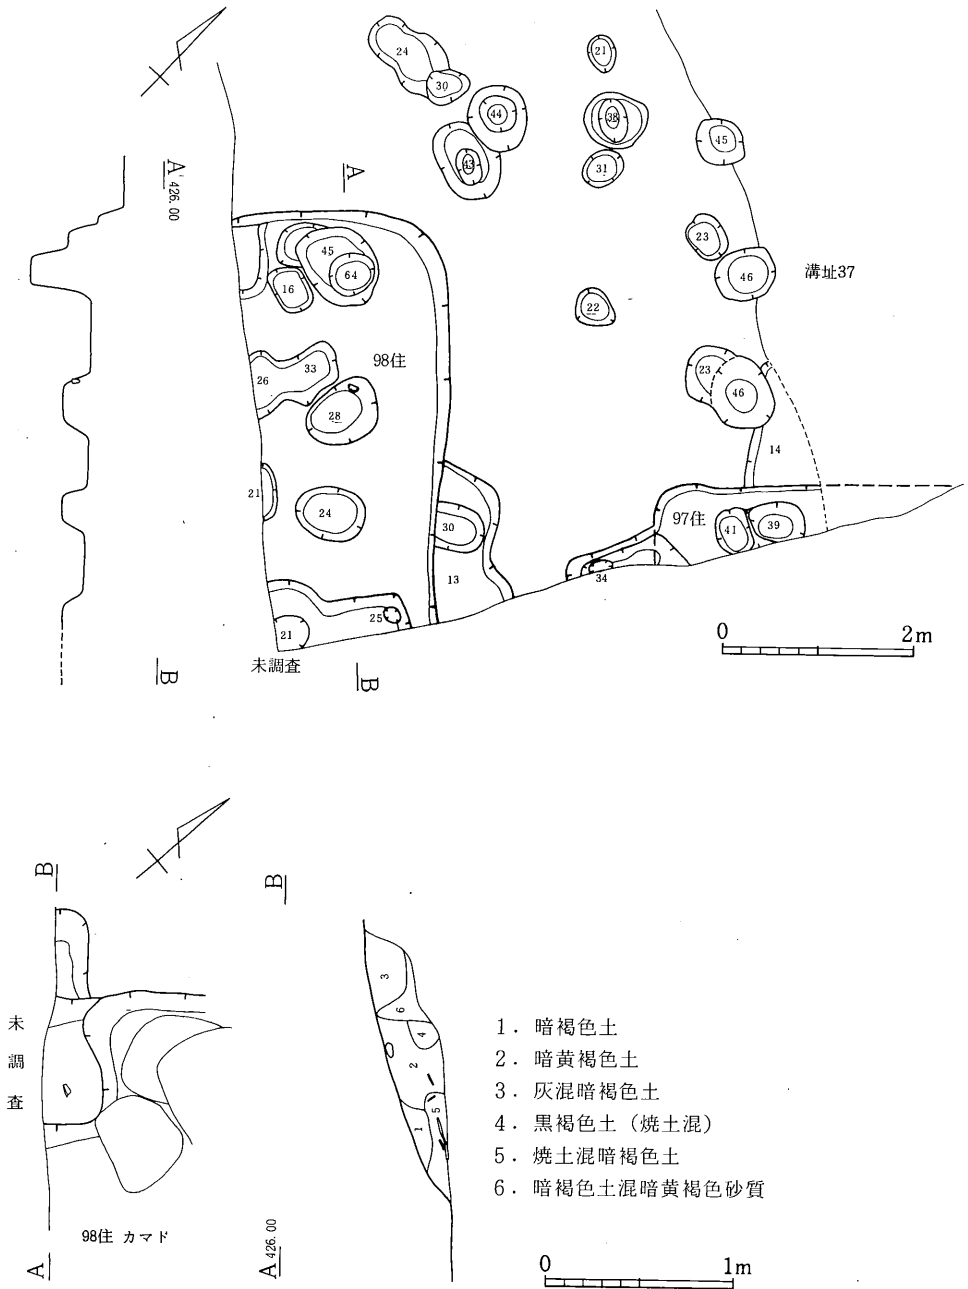 24
30
44
43
21
38
31
45
23
46
溝址37
22
23
46
14
A
A'
426.00
45
64
16
98住
26
33
28
21
24
30
13
97住
41
39
34
25
21
未調査
B
B
0
2m
B
B
未調査
98住 カマド
A
A
426.00
3
6
4
2
5
1
1．暗褐色土
2．暗黄褐色土
3．灰混暗褐色土
4．黒褐色土（焼土混）
5．焼土混暗褐色土
6．暗褐色土混暗黄褐色砂質
0
1m